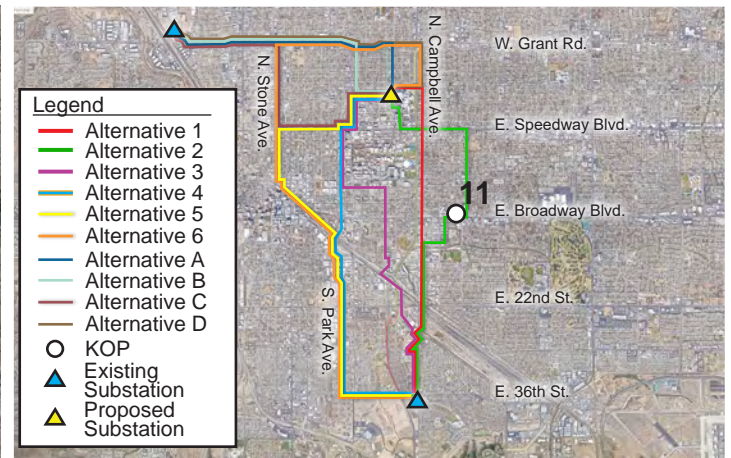 W. Grant Rd.
N. Campbell Ave.
N. Stone Ave.
E. Speedway Blvd.
11
E. Broadway Blvd.
E. 22nd St.
S. Park Ave.
E. 36th St.
Legend
Alternative 1
Alternative 2
Alternative 3
Alternative 4
Alternative 5
Alternative 6
Alternative A
Alternative B
Alternative C
Alternative D
KOP
Existing
Substation
Proposed
Substation